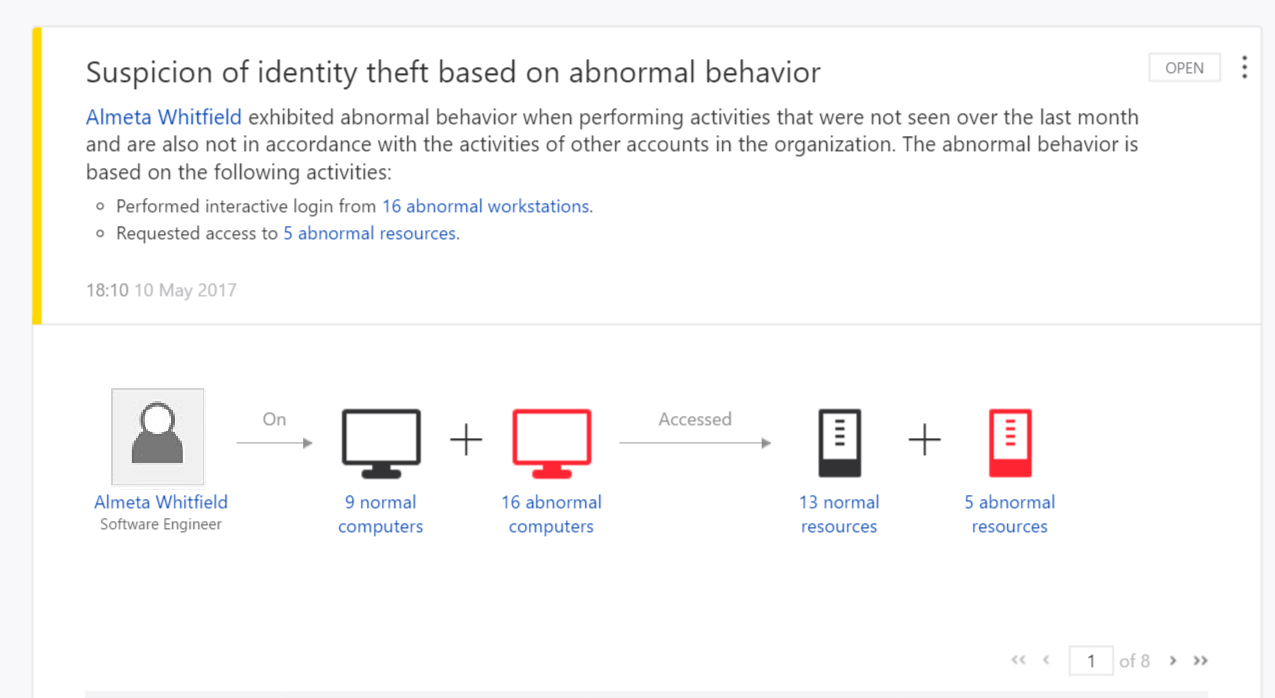 Suspicion of identity theft based on abnormal behavior
OPEN
Almeta Whitfield exhibited abnormal behavior when performing activities that were not seen over the last month
and are also not in accordance with the activities of other accounts in the organization. The abnormal behavior is
based on the following activities:
Performed interactive login from 16 abnormal workstations.
Requested access to 5 abnormal resources.
18:10 10 May 2017
On
Accessed
Almeta Whitfield
Software Engineer
9 normal
computers
16 abnormal
computers
13 normal
resources
5 abnormal
resources
1 of 8